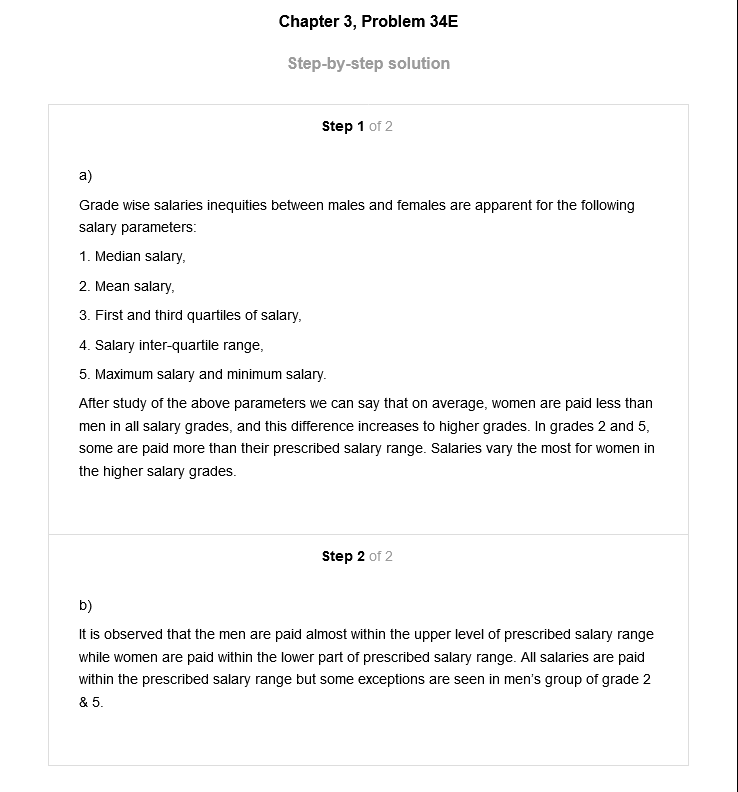 Chapter 3, Problem 34E
Step-by-step solution
Step 1 of 2
a)
Grade wise salaries inequities between males and females are apparent for the following
salary parameters:
1. Median salary,
2. Mean salary,
3. First and third quartiles of salary,
4. Salary inter-quartile range,
5. Maximum salary and minimum salary.
After study of the above parameters we can say that on average, women are paid less than
men in all salary grades, and this difference increases to higher grades. In grades 2 and 5,
some are paid more than their prescribed salary range. Salaries vary the most for women in
the higher salary grades.
Step 2 of 2
b)
It is observed that the men are paid almost within the upper level of prescribed salary range
while women are paid within the lower part of prescribed salary range. All salaries are paid
within the prescribed salary range but some exceptions are seen in men's group of grade 2
& 5.